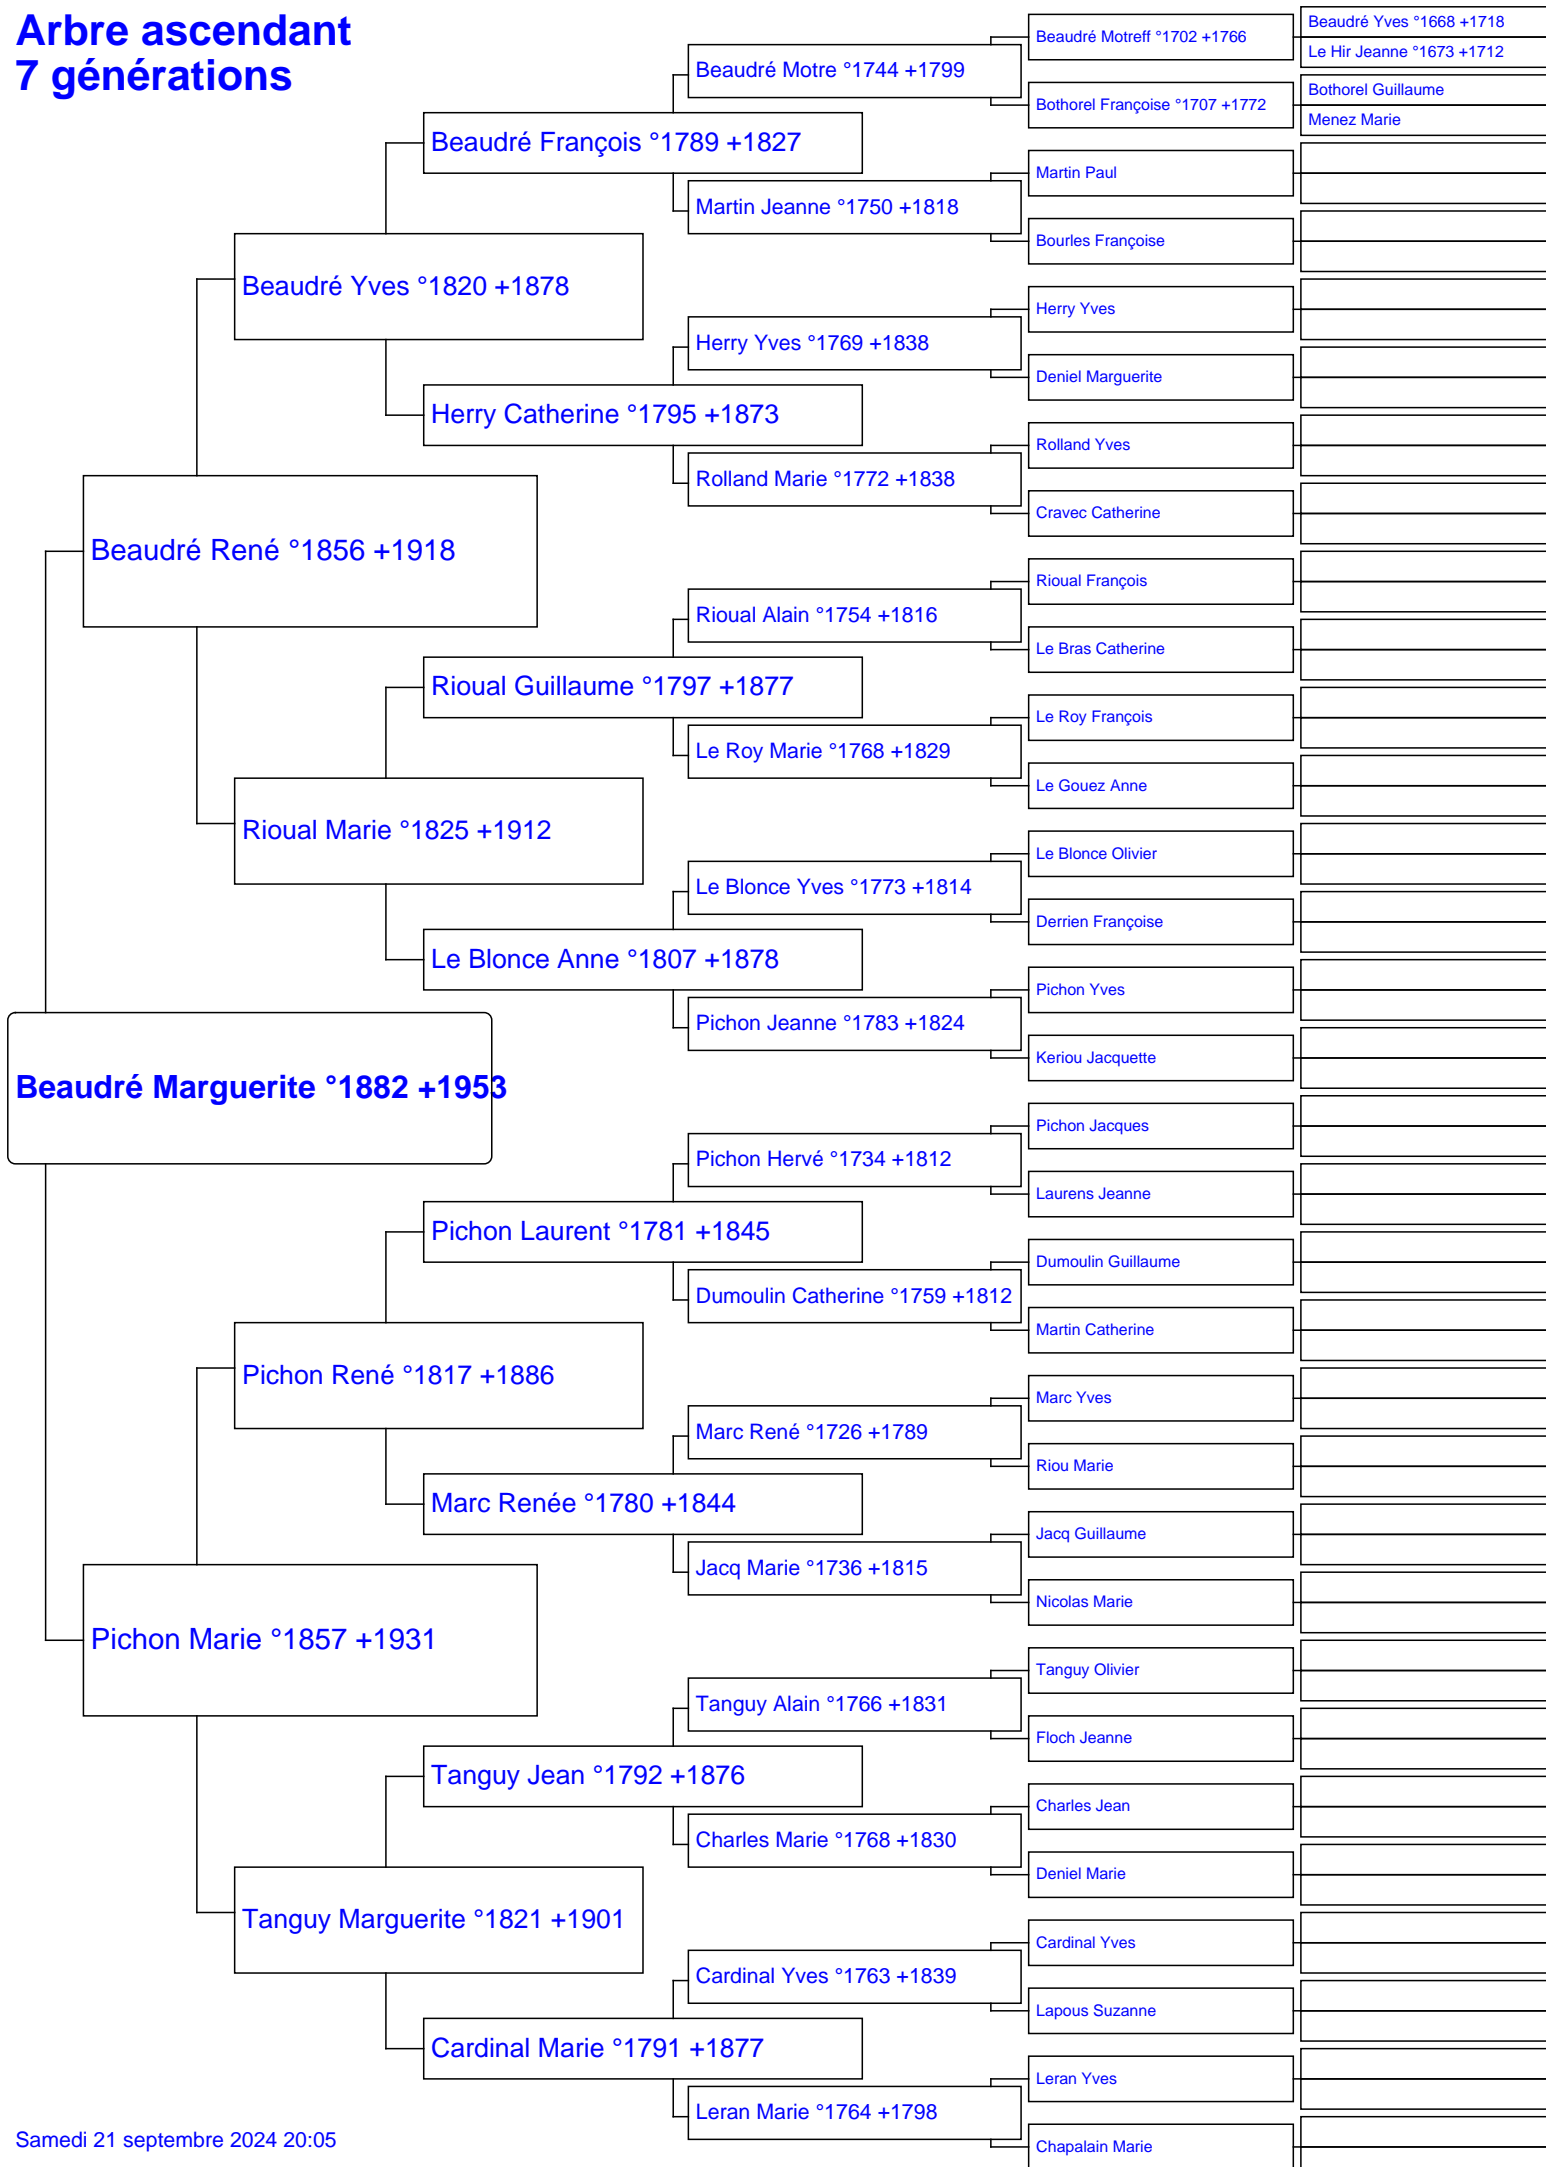 Arbre ascendant
7 générations
Beaudré Marguerite °1882 +1953
Beaudré René °1856 +1918
Pichon Marie °1857 +1931
Beaudré Yves °1820 +1878
Rioual Marie °1825 +1912
Pichon René °1817 +1886
Tanguy Marguerite °1821 +1901
Beaudré François °1789 +1827
Herry Catherine °1795 +1873
Rioual Guillaume °1797 +1877
Le Blonce Anne °1807 +1878
Pichon Laurent °1781 +1845
Marc Renée °1780 +1844
Tanguy Jean °1792 +1876
Cardinal Marie °1791 +1877
Beaudré Motre °1744 +1799
Martin Jeanne °1750 +1818
Herry Yves °1769 +1838
Rolland Marie °1772 +1838
Rioual Alain °1754 +1816
Le Roy Marie °1768 +1829
Le Blonce Yves °1773 +1814
Pichon Jeanne °1783 +1824
Pichon Hervé °1734 +1812
Dumoulin Catherine °1759 +1812
Marc René °1726 +1789
Jacq Marie °1736 +1815
Tanguy Alain °1766 +1831
Charles Marie °1768 +1830
Cardinal Yves °1763 +1839
Leran Marie °1764 +1798
Beaudré Motreff °1702 +1766
Bothorel Françoise °1707 +1772
Martin Paul
Bourles Françoise
Herry Yves
Deniel Marguerite
Rolland Yves
Cravec Catherine
Rioual François
Le Bras Catherine
Le Roy François
Le Gouez Anne
Le Blonce Olivier
Derrien Françoise
Pichon Yves
Keriou Jacquette
Pichon Jacques
Laurens Jeanne
Dumoulin Guillaume
Martin Catherine
Marc Yves
Riou Marie
Jacq Guillaume
Nicolas Marie
Tanguy Olivier
Floch Jeanne
Charles Jean
Deniel Marie
Cardinal Yves
Lapous Suzanne
Leran Yves
Chapalain Marie
Beaudré Yves °1668 +1718
Le Hir Jeanne °1673 +1712
Bothorel Guillaume
Menez Marie
Samedi 21 septembre 2024 20:05